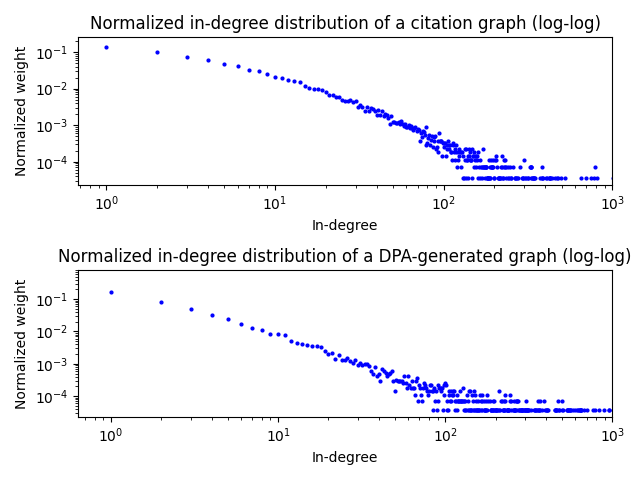 Normalized in-degree distribution of a citation graph (log-log)
Normalized weight
10⁻¹
10⁻²
10⁻³
10⁻⁴
10⁰ 10¹ 10² 10³
In-degree
Normalized in-degree distribution of a DPA-generated graph (log-log)
Normalized weight
10⁻¹
10⁻²
10⁻³
10⁻⁴
10⁰ 10¹ 10² 10³
In-degree